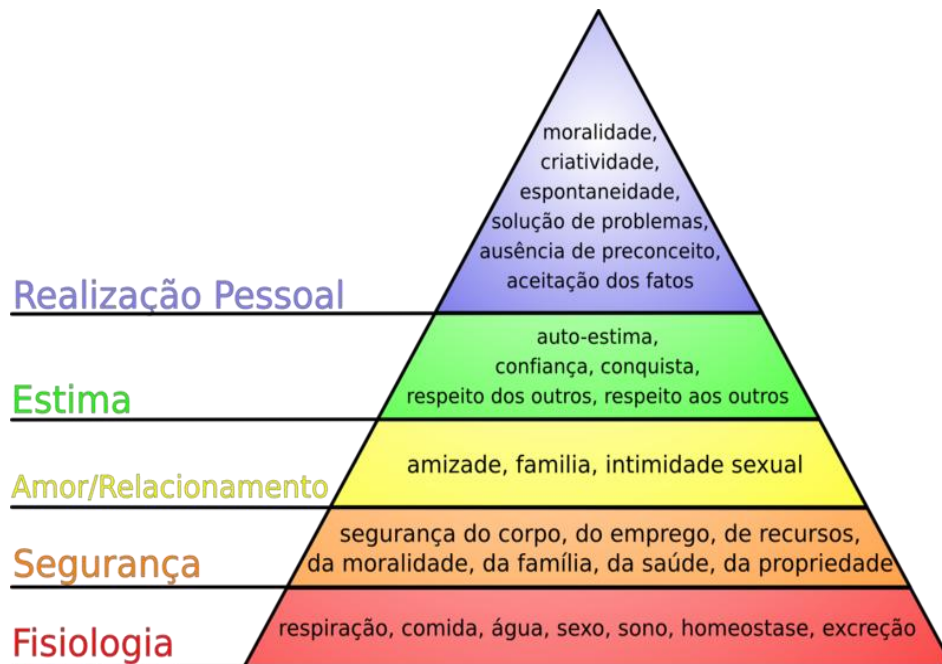 moralidade,
criatividade,
espontaneidade,
solução de problemas,
ausência de preconceito,
aceitação dos fatos
Realização Pessoal
auto-estima,
confiança, conquista,
respeito dos outros, respeito aos outros
Estima
amizade, familia, intimidade sexual
Amor/Relacionamento
segurança do corpo, do emprego, de recursos,
da moralidade, da família, da saúde, da propriedade
Segurança
respiração, comida, água, sexo, sono, homeostase, excreção
Fisiologia